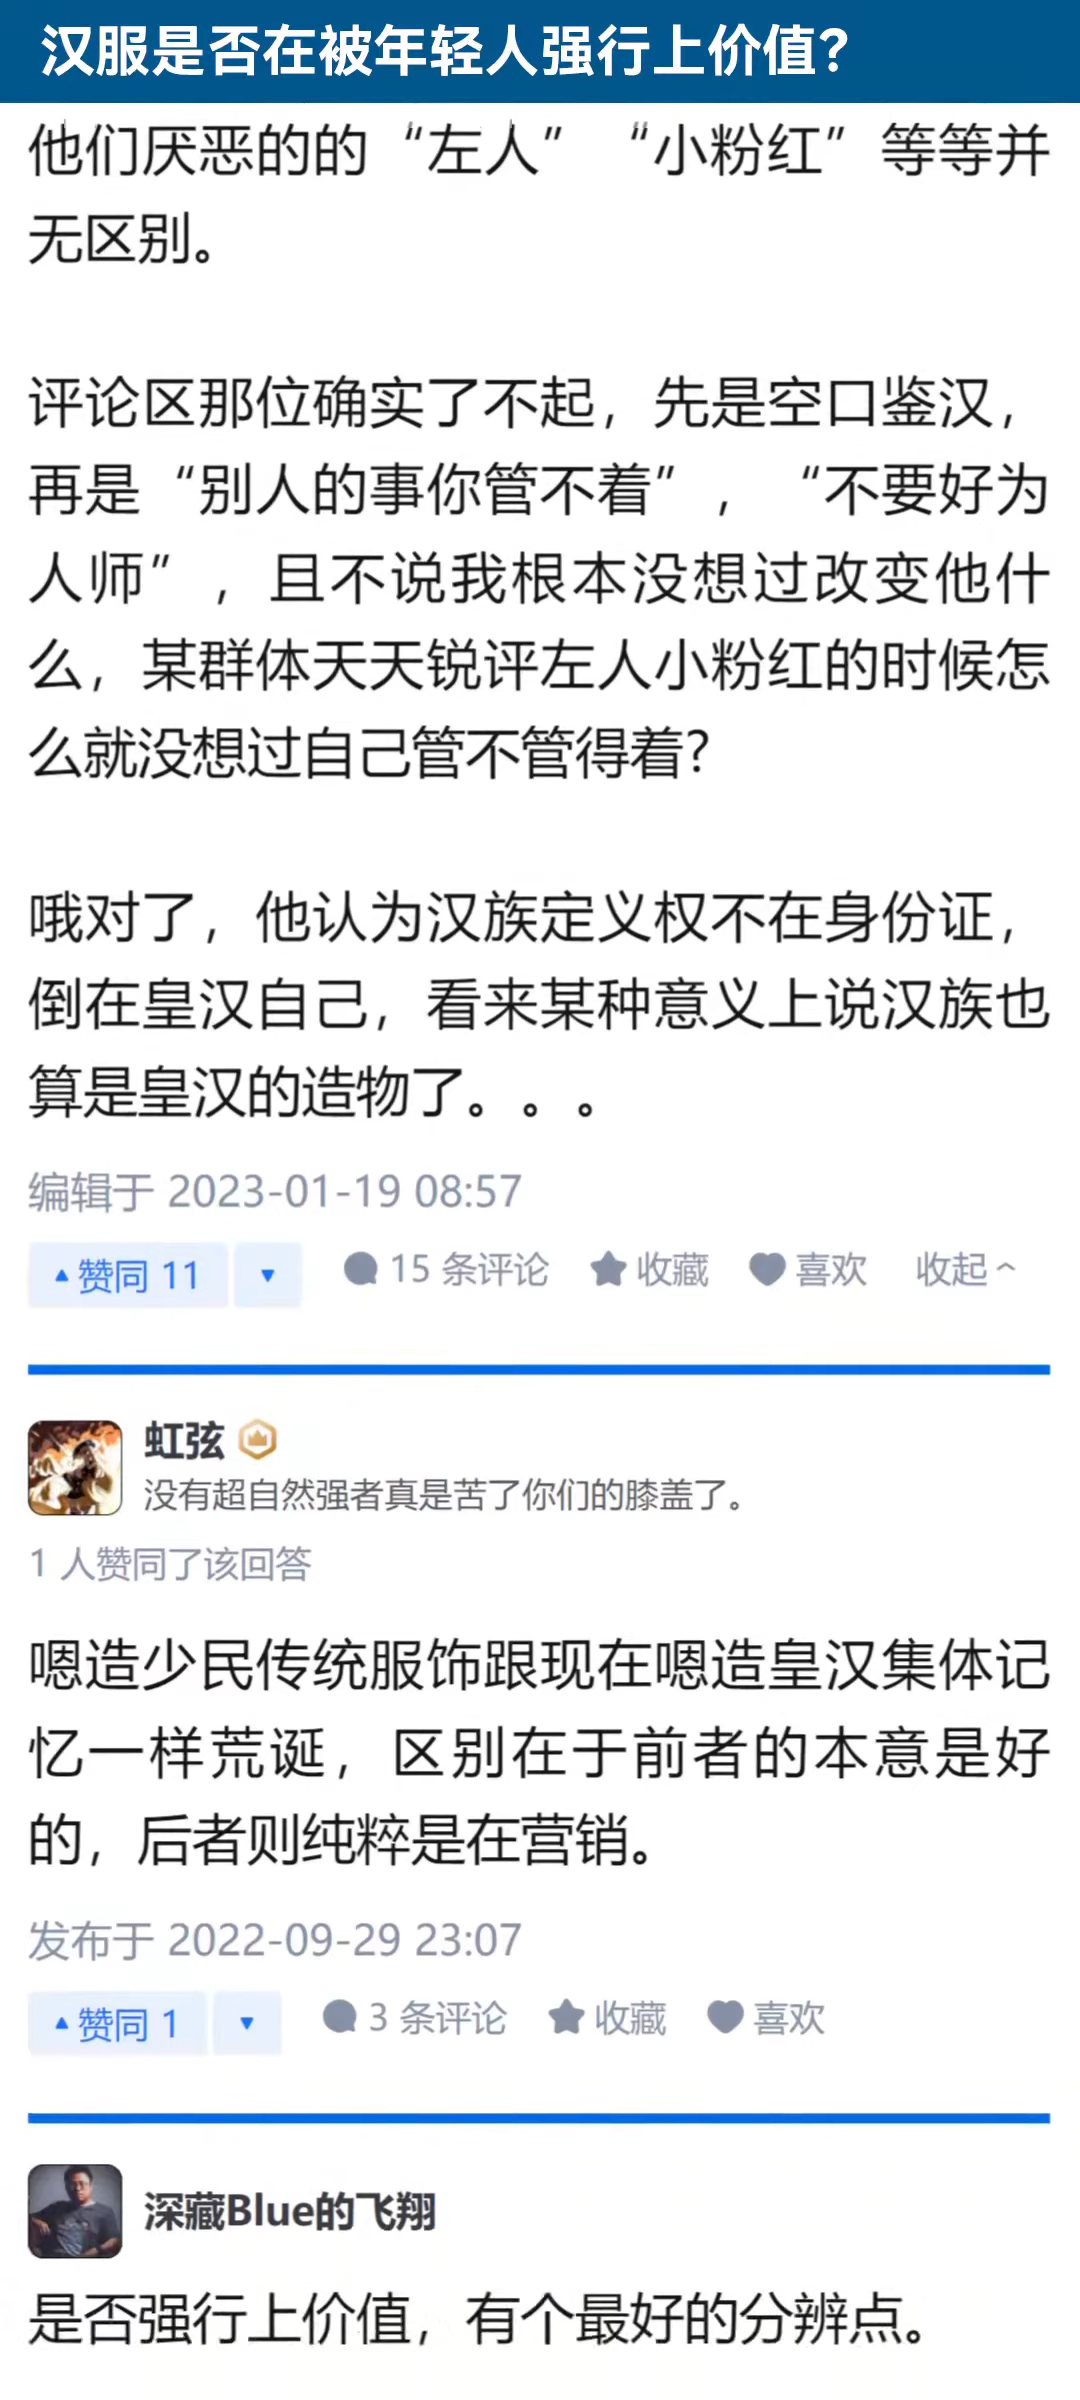 汉服是否在被年轻人强行上价值？
他们厌恶的的“左人”“小粉红”等等并
无区别。
评论区那位确实了不起，先是空口鉴汉，
再是“别人的事你管不着”，“不要好为
人师”，且不说我根本没想过改变他什
么，某群体天天锐评左人小粉红的时候怎
么就没想过自己管不管得着？
哦对了，他认为汉族定义权不在身份证，
倒在皇汉自己，看来某种意义上说汉族也
算是皇汉的造物了。。。
编辑于 2023-01-19 08:57
赞同 11 15 条评论 收藏 喜欢 收起
虹弦
没有超自然强者真是苦了你们的膝盖了。
1 人赞同了该回答
嗯造少民传统服饰跟现在嗯造皇汉集体记
忆一样荒诞，区别在于前者的本意是好
的，后者则纯粹是在营销。
发布于 2022-09-29 23:07
赞同 1 3 条评论 收藏 喜欢
深藏Blue的飞翔
是否强行上价值，有个最好的分辨点。